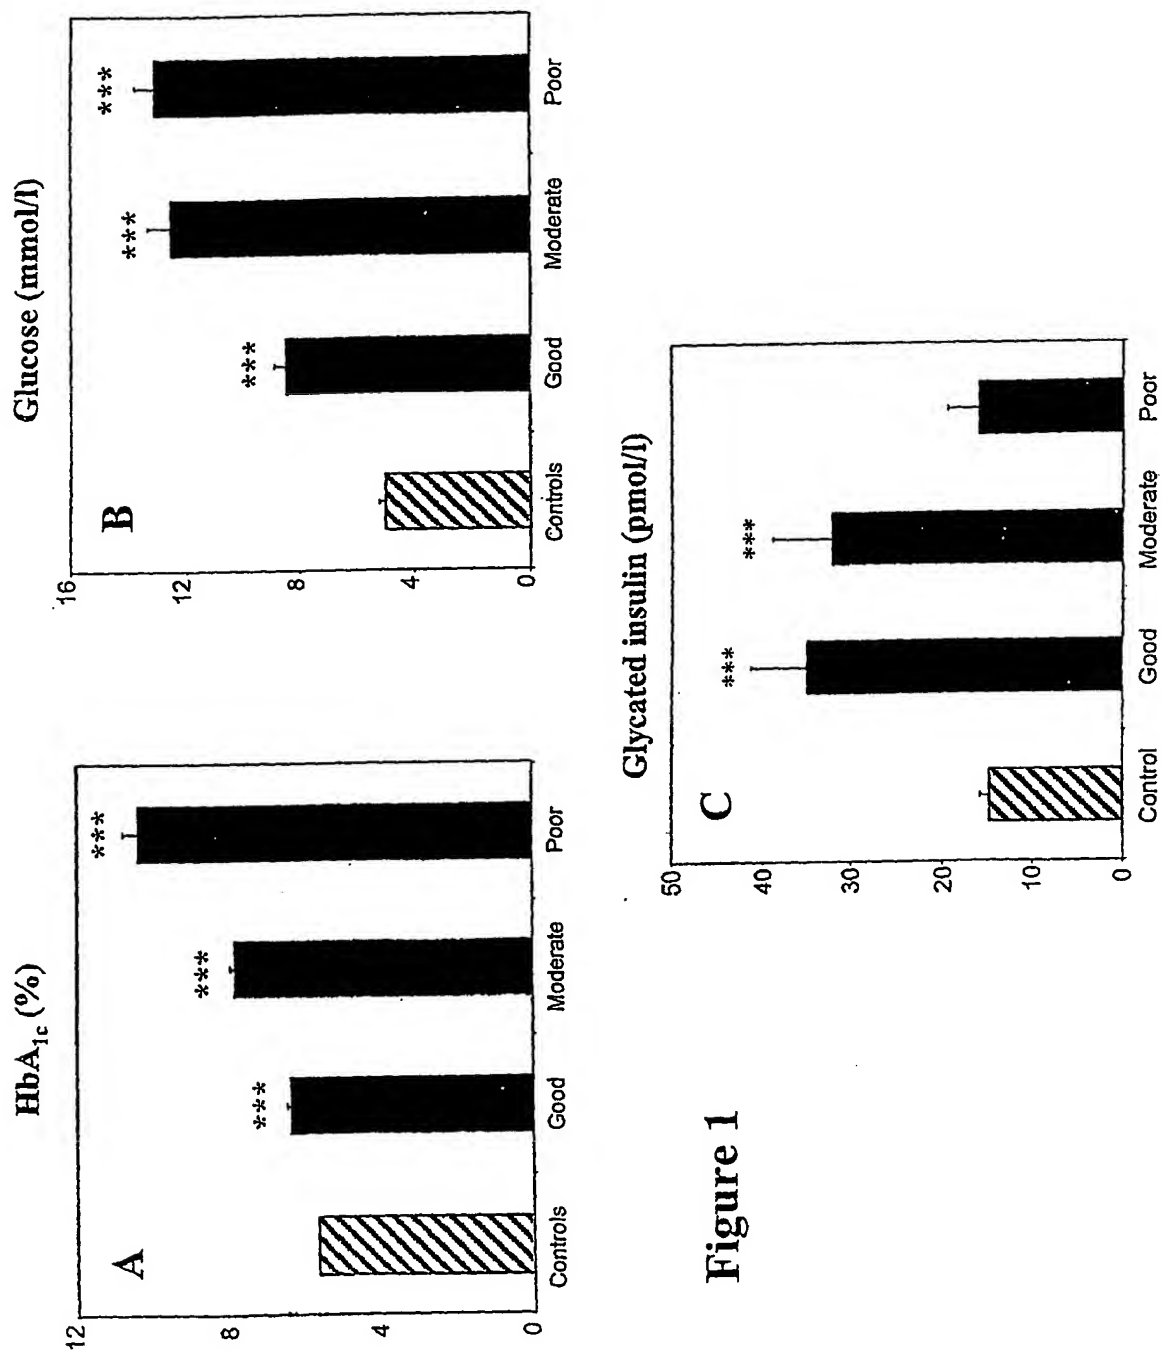 HbA1c (%)
A
12
8
4
0
***
***
***
Controls
Good
Moderate
Poor
Glucose (mmol/l)
B
16
12
8
4
0
***
***
***
Controls
Good
Moderate
Poor
Glycated insulin (pmol/l)
C
50
40
30
20
10
0
***
***
Control
Good
Moderate
Poor
Figure 1